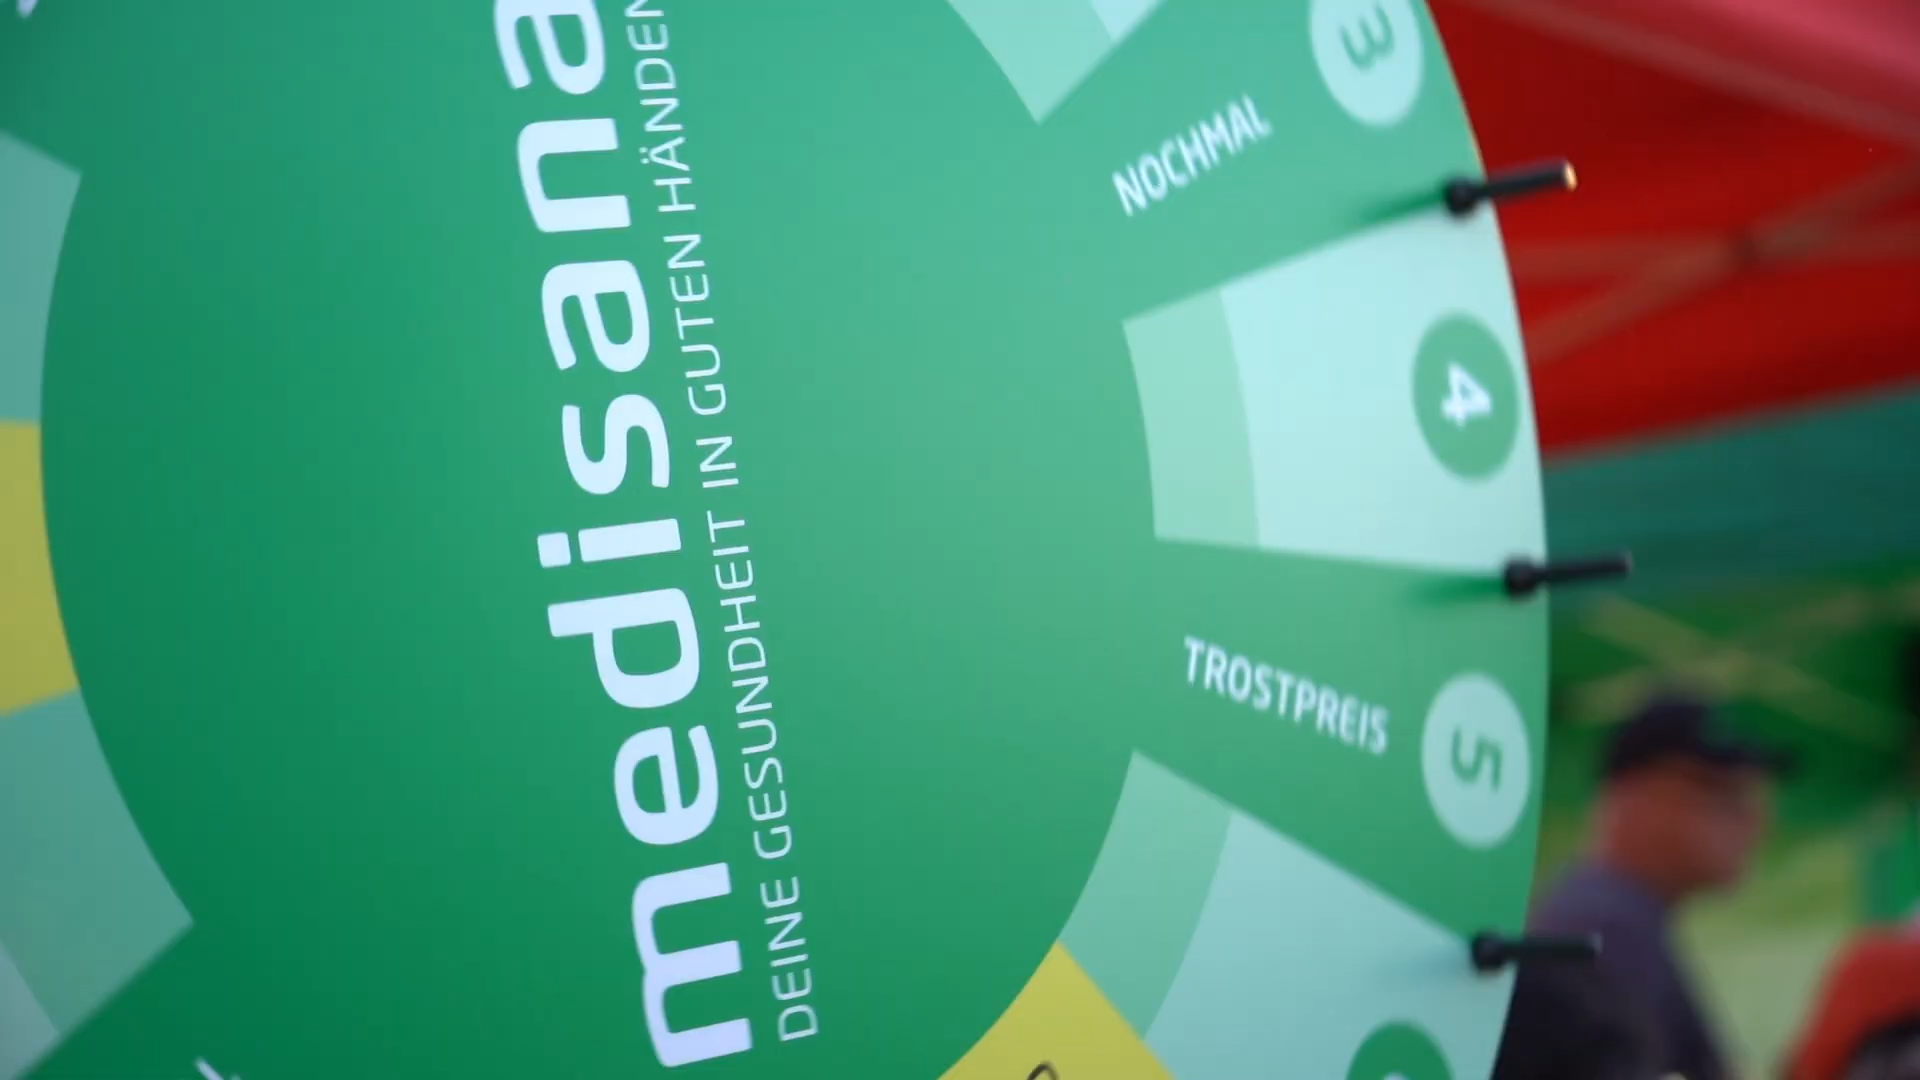 medisana
DEINE GESUNDHEIT IN GUTEN HÄNDEN
3
NOCHMAL
4
TROSTPREIS
5